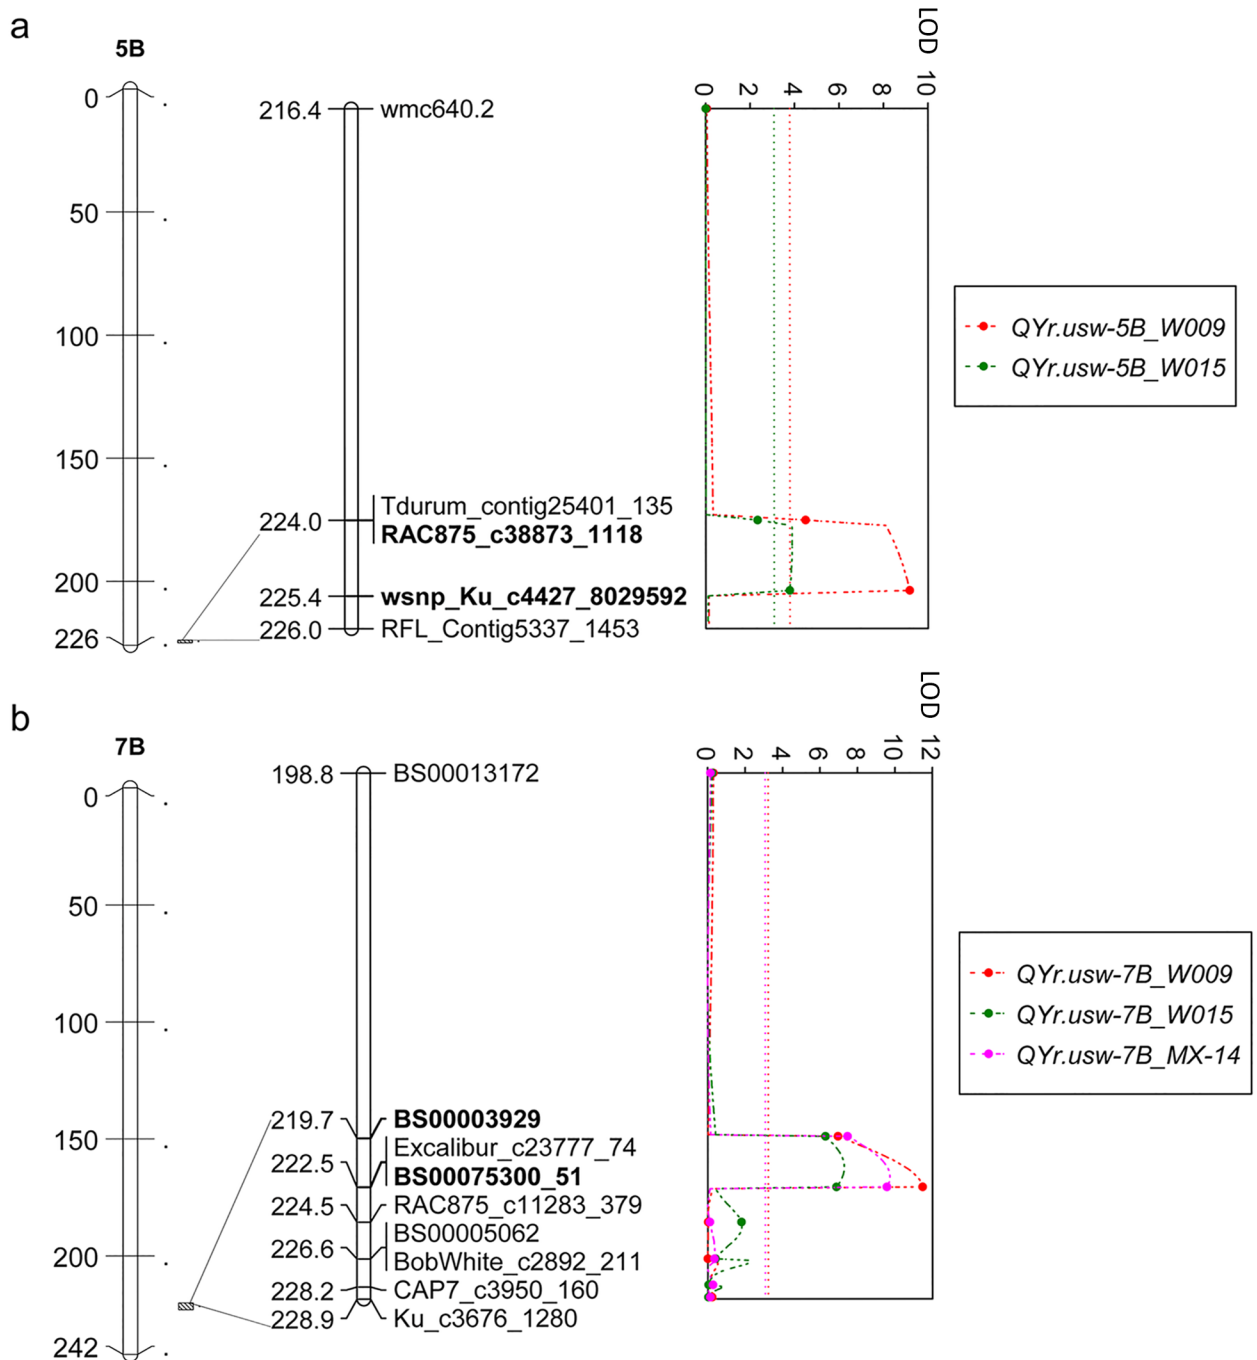 a
5B
LOD
0 2 4 6 8 10
0
50
100
150
200
226
216.4 wmc640.2
224.0 Tdurum_contig25401_135
RAC875_c38873_1118
225.4 wsnp_Ku_c4427_8029592
226.0 RFL_Contig5337_1453
QYr.usw-5B_W009
QYr.usw-5B_W015
b
7B
LOD
0 2 4 6 8 10 12
0
50
100
150
200
242
198.8 BS00013172
219.7 BS00003929
Excalibur_c23777_74
222.5 BS00075300_51
224.5 RAC875_c11283_379
BS00005062
226.6 BobWhite_c2892_211
228.2 CAP7_c3950_160
228.9 Ku_c3676_1280
QYr.usw-7B_W009
QYr.usw-7B_W015
QYr.usw-7B_MX-14